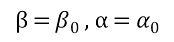 β = β₀ , α = α₀